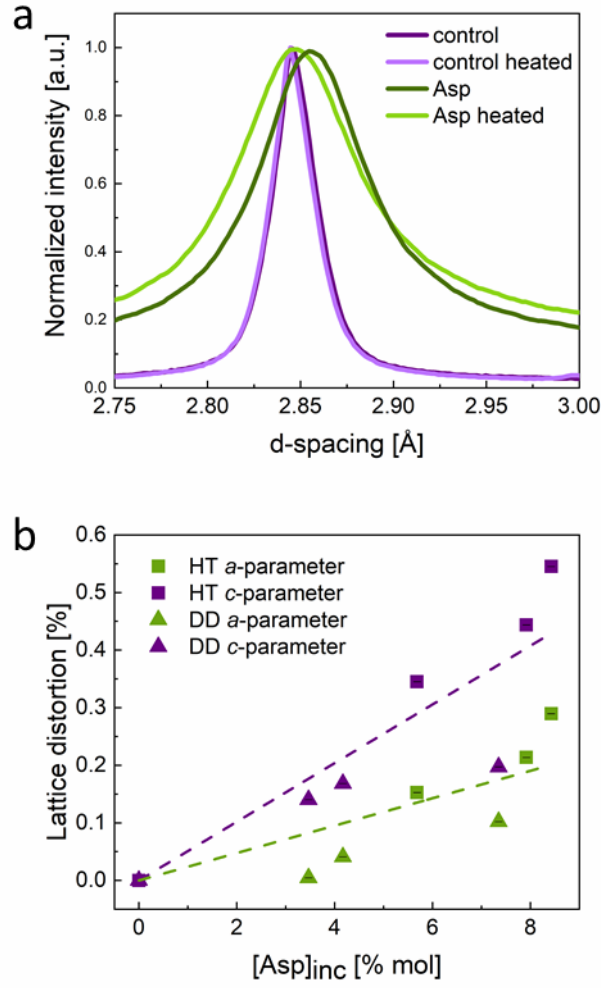 a
Normalized intensity [a.u.]
1.0
0.8
0.6
0.4
0.2
0.0
control
control heated
Asp
Asp heated
2.75 2.80 2.85 2.90 2.95 3.00
d-spacing [Å]
b
Lattice distortion [%]
0.6
0.5
0.4
0.3
0.2
0.1
0.0
HT a-parameter
HT c-parameter
DD a-parameter
DD c-parameter
0 2 4 6 8
[Asp]inc [% mol]